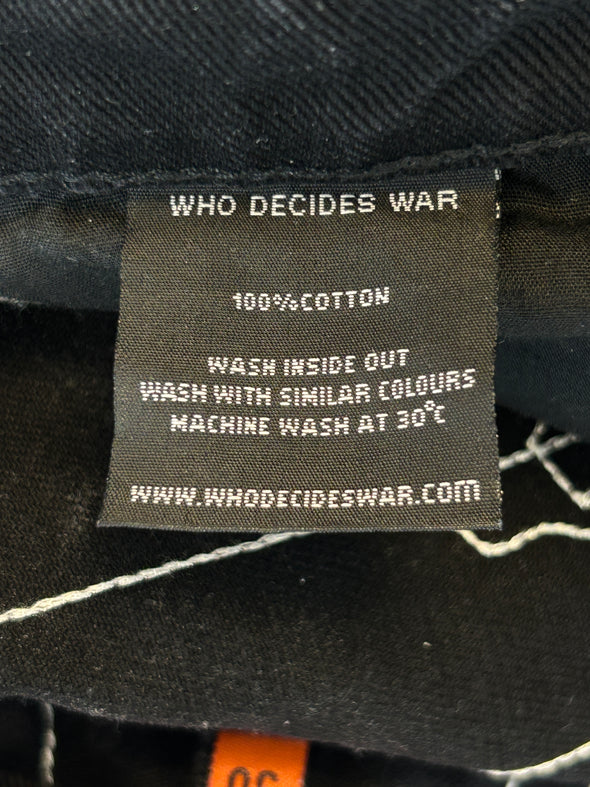 WHO DECIDES WAR
100% COTTON
WASH INSIDE OUT
WASH WITH SIMILAR COLOURS
MACHINE WASH AT 30°C
WWW.WHODECIDESWAR.COM